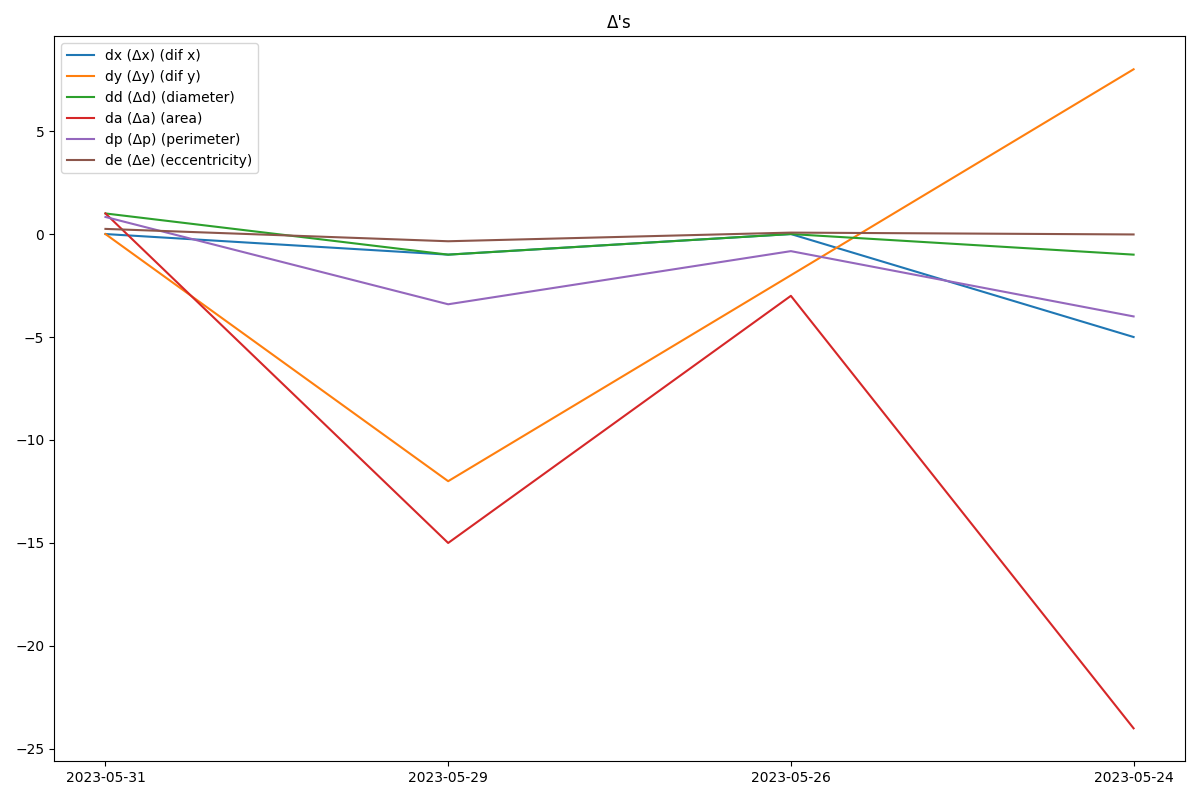 Δ's
dx (Δx) (dif x)
dy (Δy) (dif y)
dd (Δd) (diameter)
da (Δa) (area)
dp (Δp) (perimeter)
de (Δe) (eccentricity)
5
0
−5
−10
−15
−20
−25
2023-05-31 2023-05-29 2023-05-26 2023-05-24